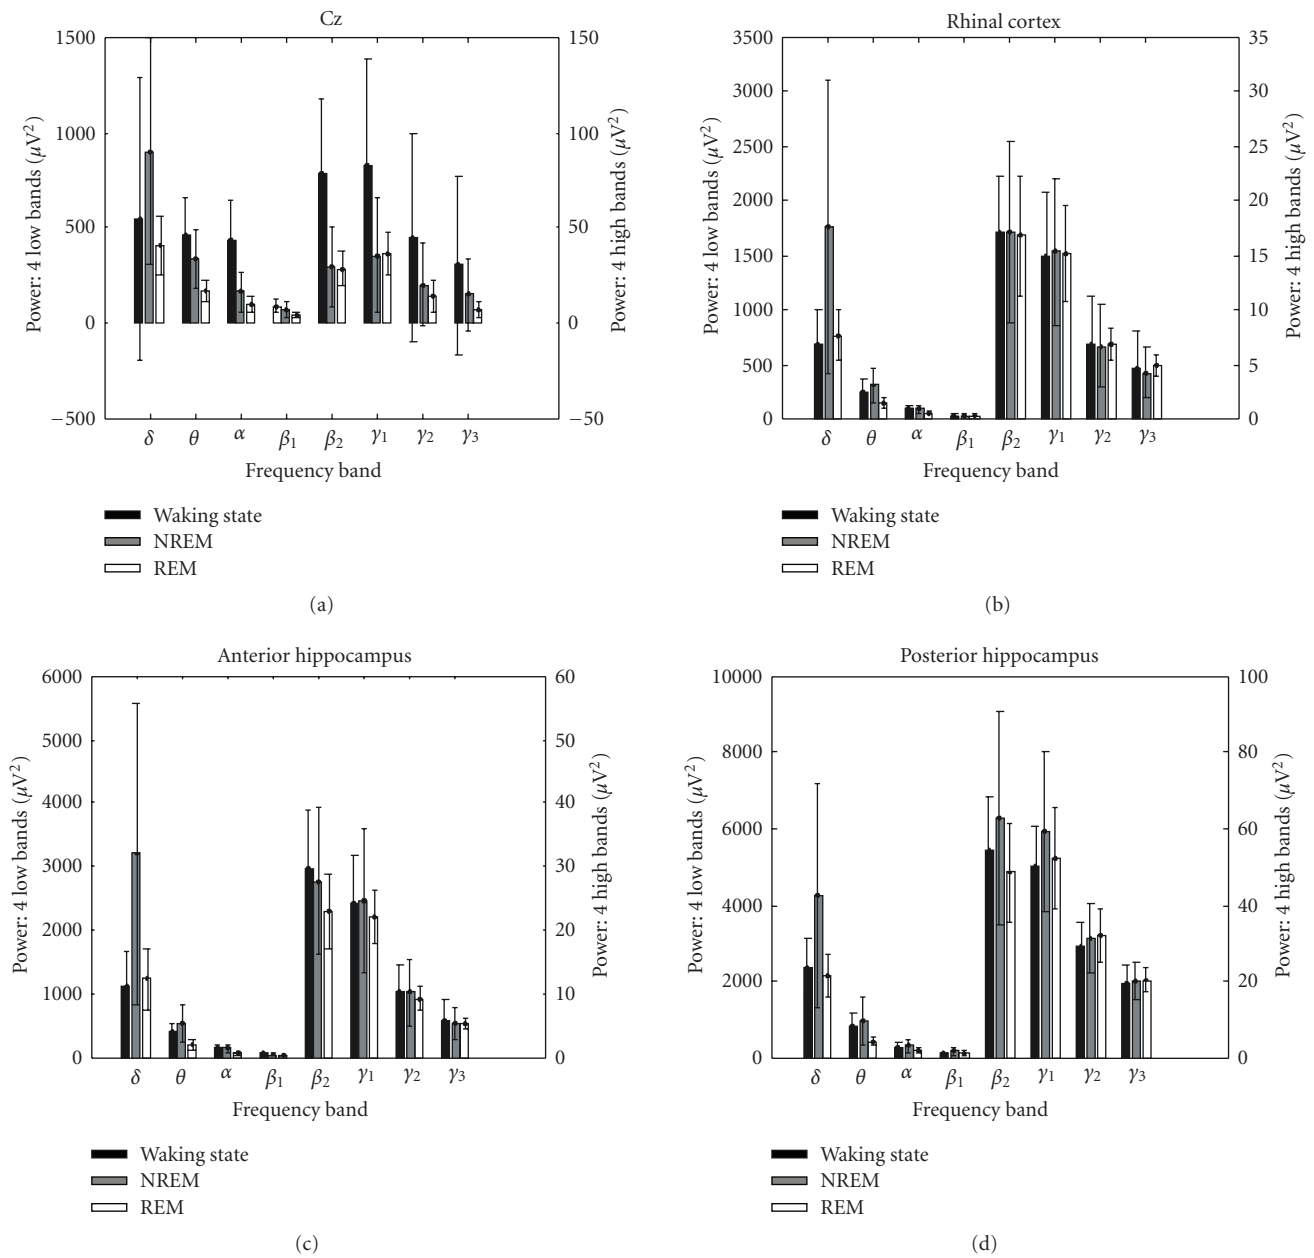 Cz
1500
1000
500
0
−500
150
100
50
0
−50
Power: 4 low bands (μV²)
Power: 4 high bands (μV²)
δ θ α β₁ β₂ γ₁ γ₂ γ₃
Frequency band
Waking state
NREM
REM
(a)
Rhinal cortex
3500
3000
2500
2000
1500
1000
500
0
35
30
25
20
15
10
5
0
Power: 4 low bands (μV²)
Power: 4 high bands (μV²)
δ θ α β₁ β₂ γ₁ γ₂ γ₃
Frequency band
Waking state
NREM
REM
(b)
Anterior hippocampus
6000
5000
4000
3000
2000
1000
0
60
50
40
30
20
10
0
Power: 4 low bands (μV²)
Power: 4 high bands (μV²)
δ θ α β₁ β₂ γ₁ γ₂ γ₃
Frequency band
Waking state
NREM
REM
(c)
Posterior hippocampus
10000
8000
6000
4000
2000
0
100
80
60
40
20
0
Power: 4 low bands (μV²)
Power: 4 high bands (μV²)
δ θ α β₁ β₂ γ₁ γ₂ γ₃
Frequency band
Waking state
NREM
REM
(d)